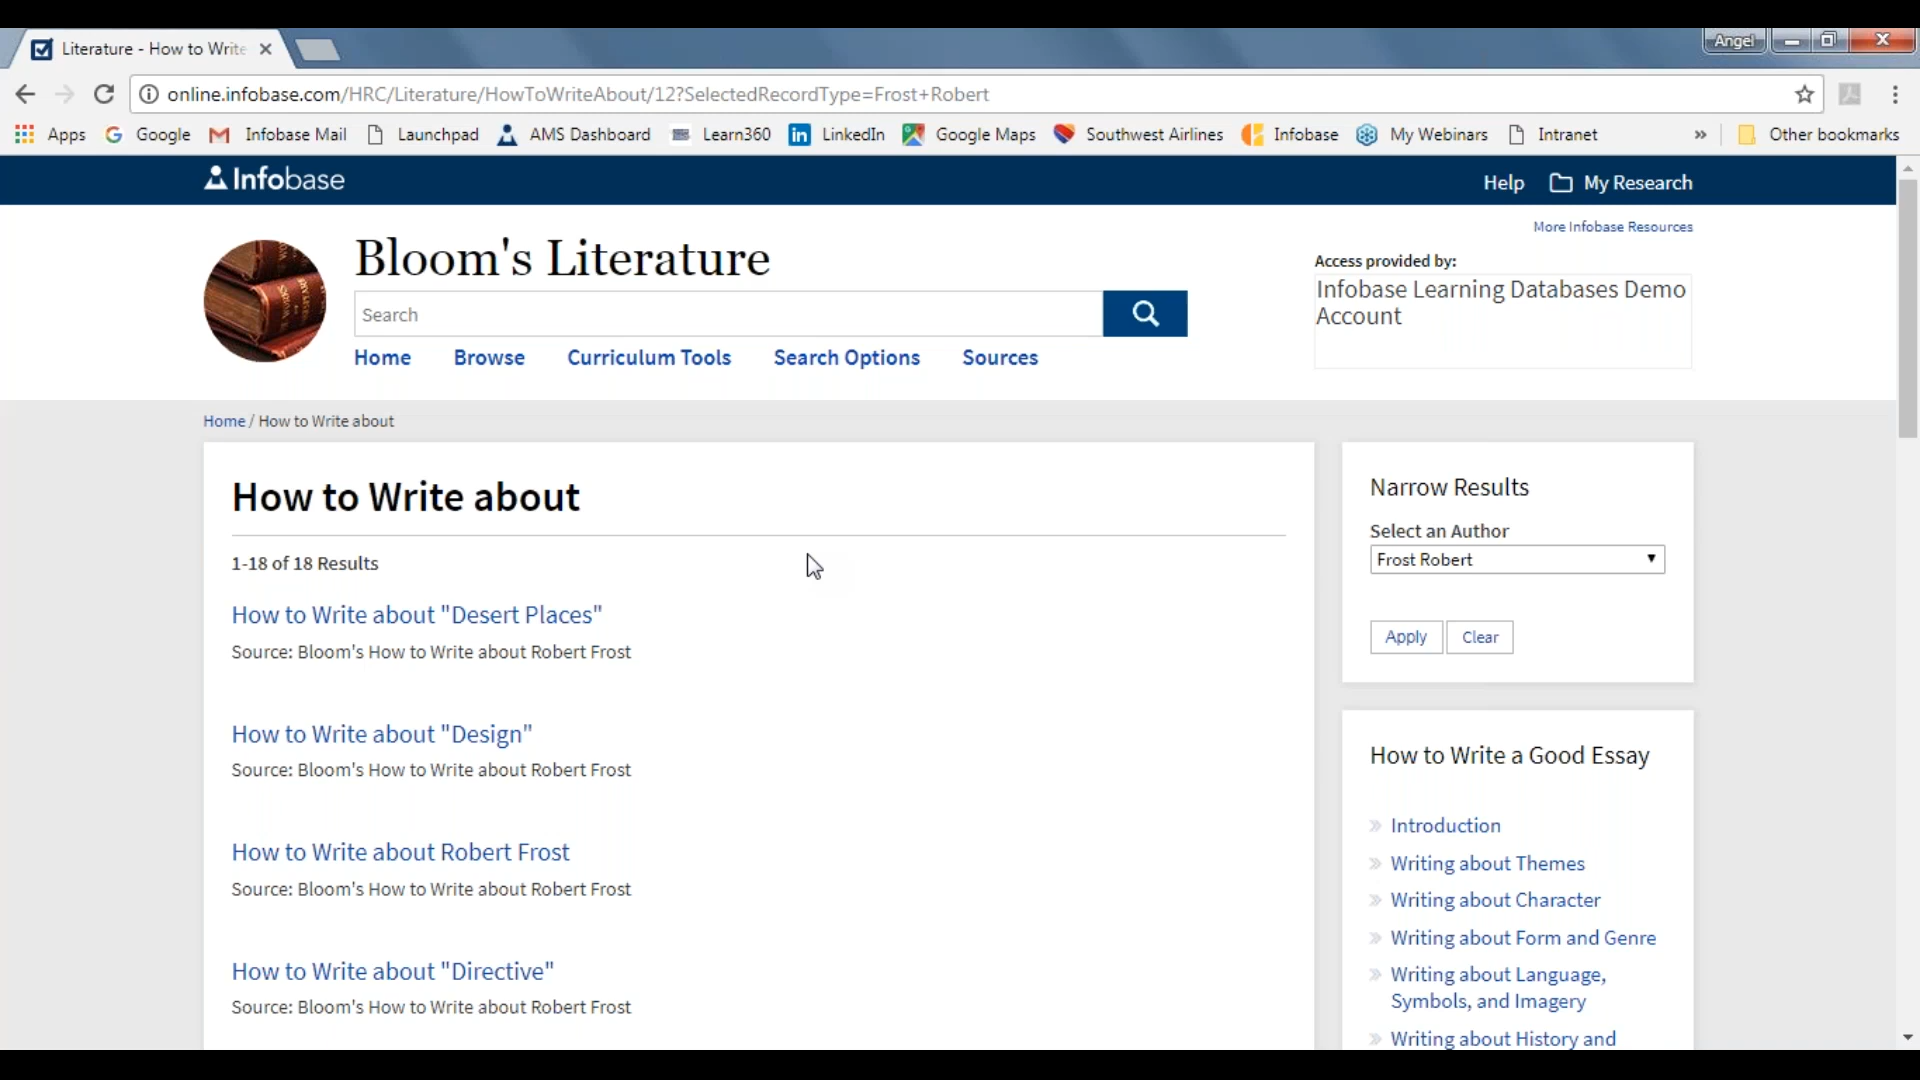 Literature - How to Write
Angel
online.infobase.com/HRC/Literature/HowToWriteAbout/12?SelectedRecordType=Frost+Robert
Apps Google Infobase Mail Launchpad AMS Dashboard Learn360 LinkedIn Google Maps Southwest Airlines Infobase My Webinars Intranet » Other bookmarks
Infobase
Help My Research
More Infobase Resources
Bloom's Literature
Access provided by:
Infobase Learning Databases Demo
Account
Search
Home Browse Curriculum Tools Search Options Sources
Home / How to Write about
How to Write about
1-18 of 18 Results
How to Write about "Desert Places"
Source: Bloom's How to Write about Robert Frost
How to Write about "Design"
Source: Bloom's How to Write about Robert Frost
How to Write about Robert Frost
Source: Bloom's How to Write about Robert Frost
How to Write about "Directive"
Source: Bloom's How to Write about Robert Frost
Narrow Results
Select an Author
Frost Robert
Apply Clear
How to Write a Good Essay
Introduction
Writing about Themes
Writing about Character
Writing about Form and Genre
Writing about Language,
Symbols, and Imagery
Writing about History and